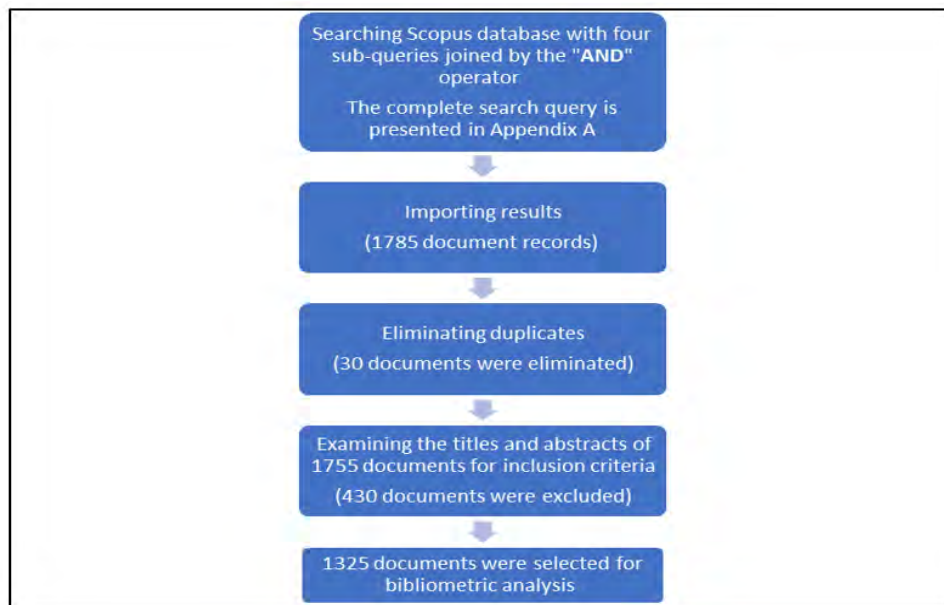 Searching Scopus database with four
sub-queries joined by the "AND"
operator
The complete search query is
presented in Appendix A
Importing results
(1785 document records)
Eliminating duplicates
(30 documents were eliminated)
Examining the titles and abstracts of
1755 documents for inclusion criteria
(430 documents were excluded)
1325 documents were selected for
bibliometric analysis